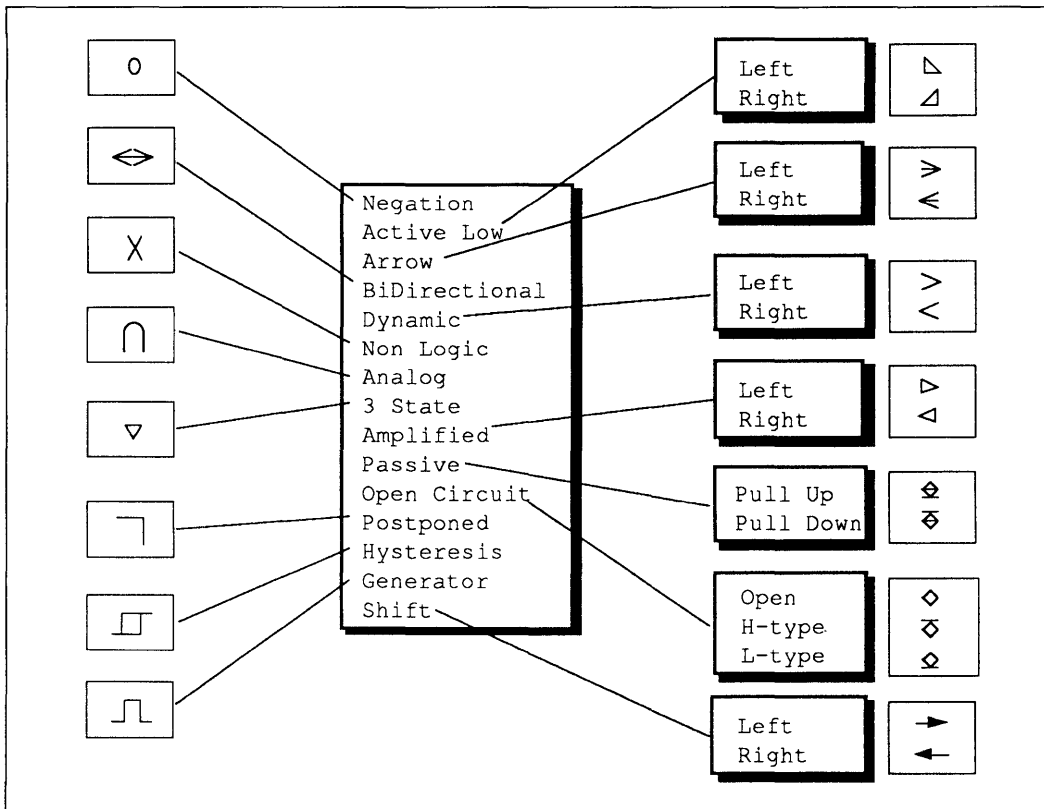 Negation
Active Low
Arrow
BiDirectional
Dynamic
Non Logic
Analog
3 State
Amplified
Passive
Open Circuit
Postponed
Hysteresis
Generator
Shift
Left
Right
Left
Right
Left
Right
Left
Right
Pull Up
Pull Down
Open
H-type
L-type
Left
Right